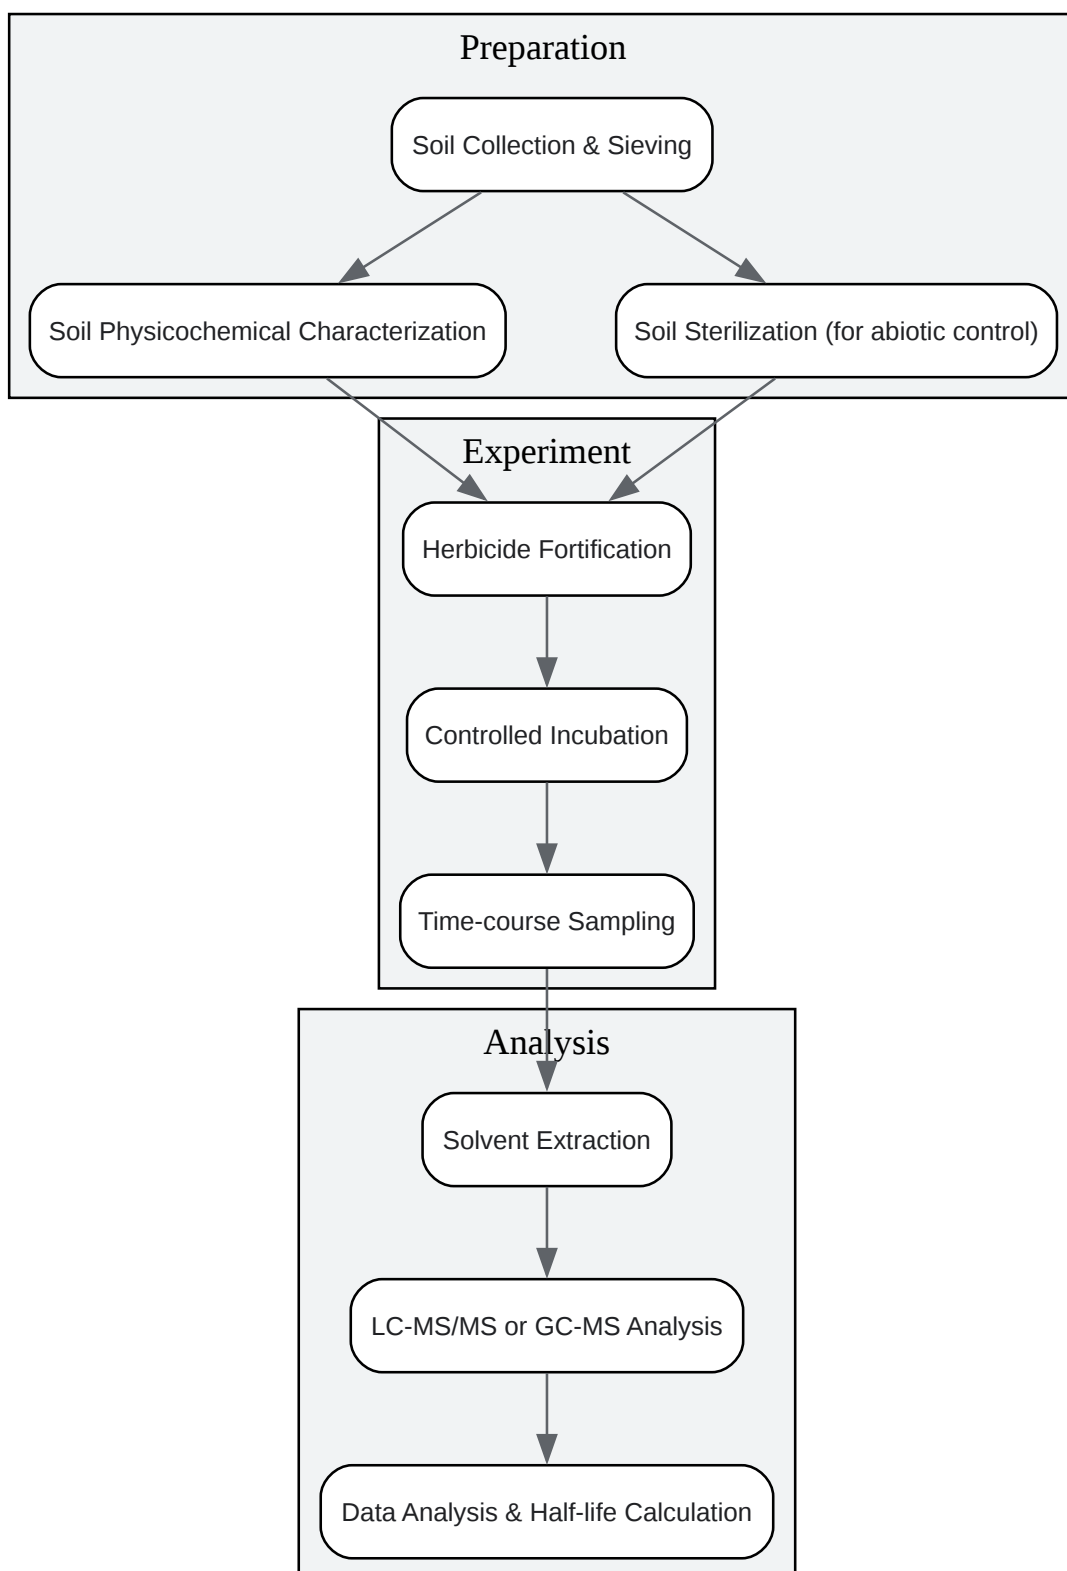 Preparation
Soil Collection & Sieving
Soil Physicochemical Characterization
Soil Sterilization (for abiotic control)
Experiment
Herbicide Fortification
Controlled Incubation
Time-course Sampling
Analysis
Solvent Extraction
LC-MS/MS or GC-MS Analysis
Data Analysis & Half-life Calculation